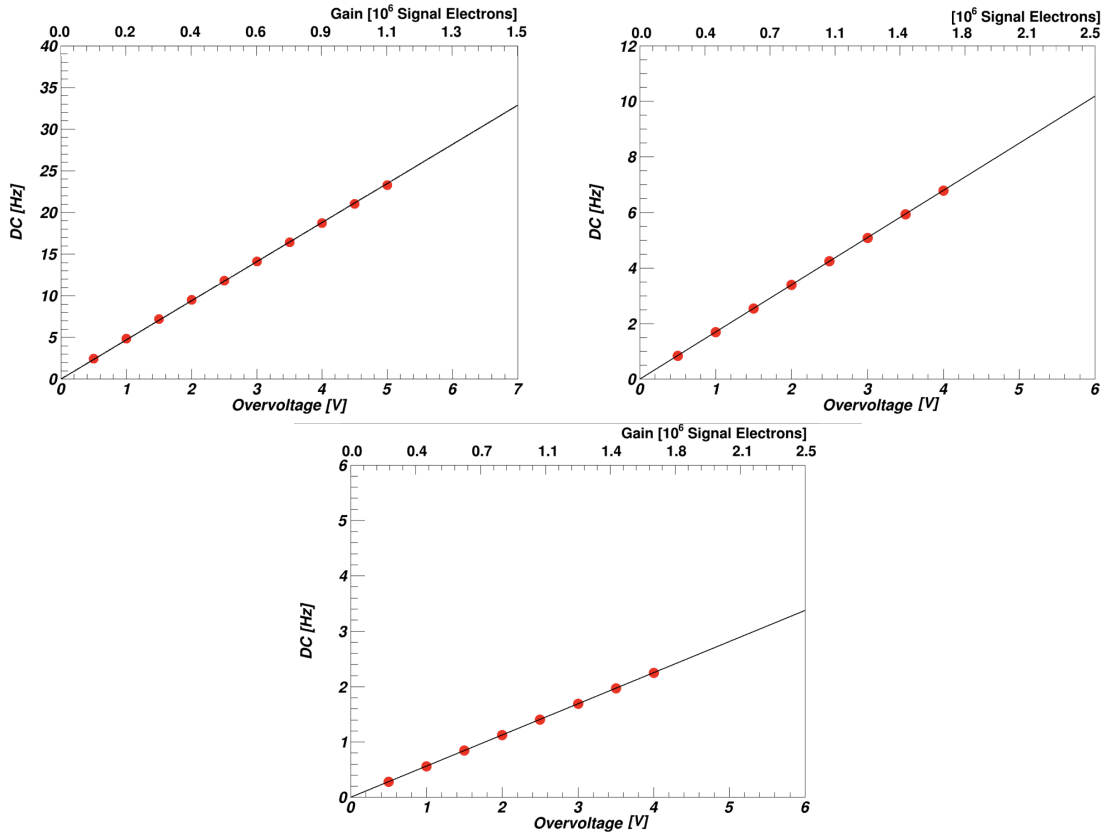 Gain [10⁶ Signal Electrons]
0.0 0.2 0.4 0.6 0.9 1.1 1.3 1.5
40
35
30
25
20
15
10
5
0
DC [Hz]
0 1 2 3 4 5 6 7
Overvoltage [V]
[10⁶ Signal Electrons]
0.0 0.4 0.7 1.1 1.4 1.8 2.1 2.5
12
10
8
6
4
2
0
DC [Hz]
0 1 2 3 4 5 6
Overvoltage [V]
Gain [10⁶ Signal Electrons]
0.0 0.4 0.7 1.1 1.4 1.8 2.1 2.5
6
5
4
3
2
1
0
DC [Hz]
0 1 2 3 4 5 6
Overvoltage [V]